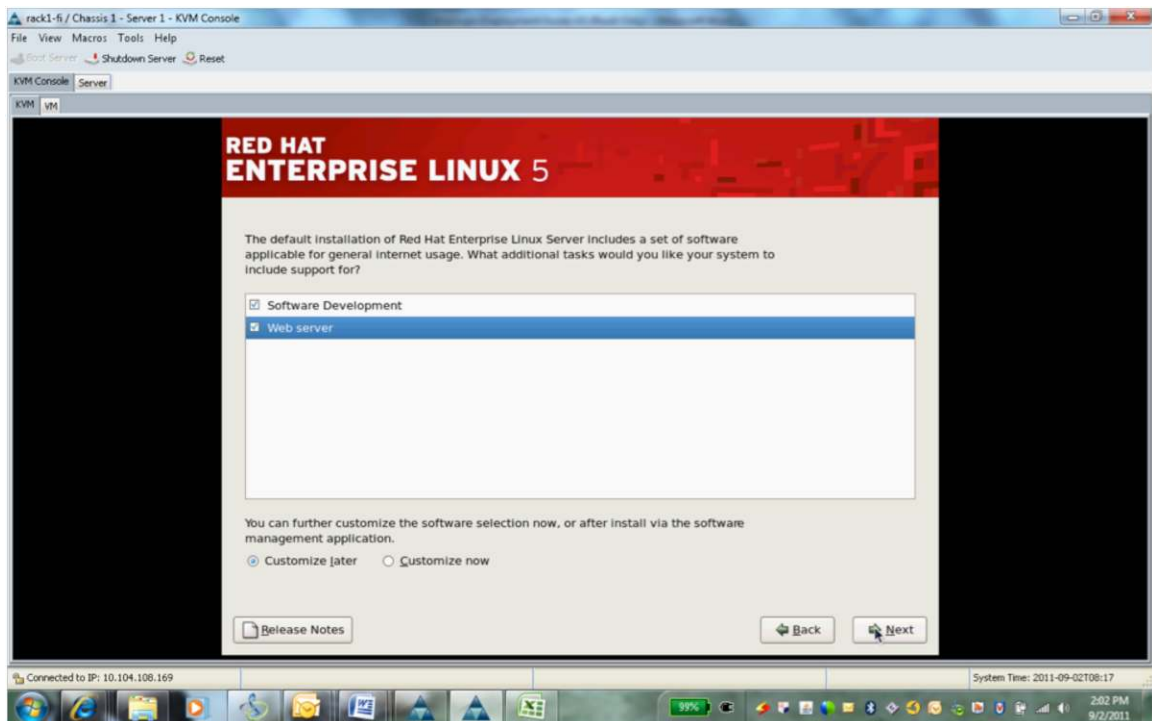 rack1-fi / Chassis 1 - Server 1 - KVM Console
File View Macros Tools Help
Boot Server Shutdown Server Reset
KVM Console Server
KVM VM
RED HAT
ENTERPRISE LINUX 5
The default installation of Red Hat Enterprise Linux Server includes a set of software
applicable for general internet usage. What additional tasks would you like your system to
include support for?
Software Development
Web server
You can further customize the software selection now, or after install via the software
management application.
Customize later Customize now
Release Notes Back Next
Connected to IP: 10.104.108.169 System Time: 2011-09-02T08:17
99% 2:02 PM
9/2/2011